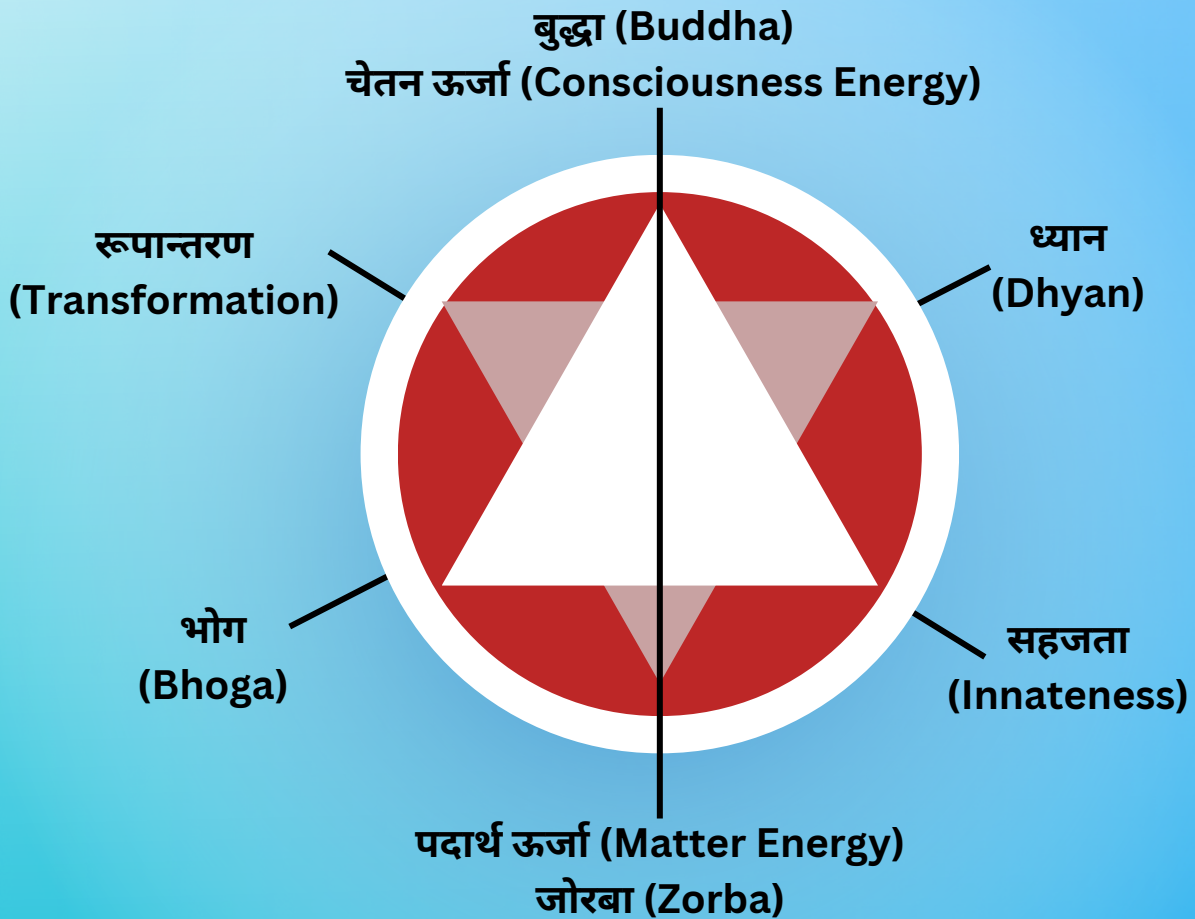 बुद्धा (Buddha)
चेतन ऊर्जा (Consciousness Energy)
रूपान्तरण
(Transformation)
ध्यान
(Dhyan)
भोग
(Bhoga)
सहजता
(Innateness)
पदार्थ ऊर्जा (Matter Energy)
जोरबा (Zorba)